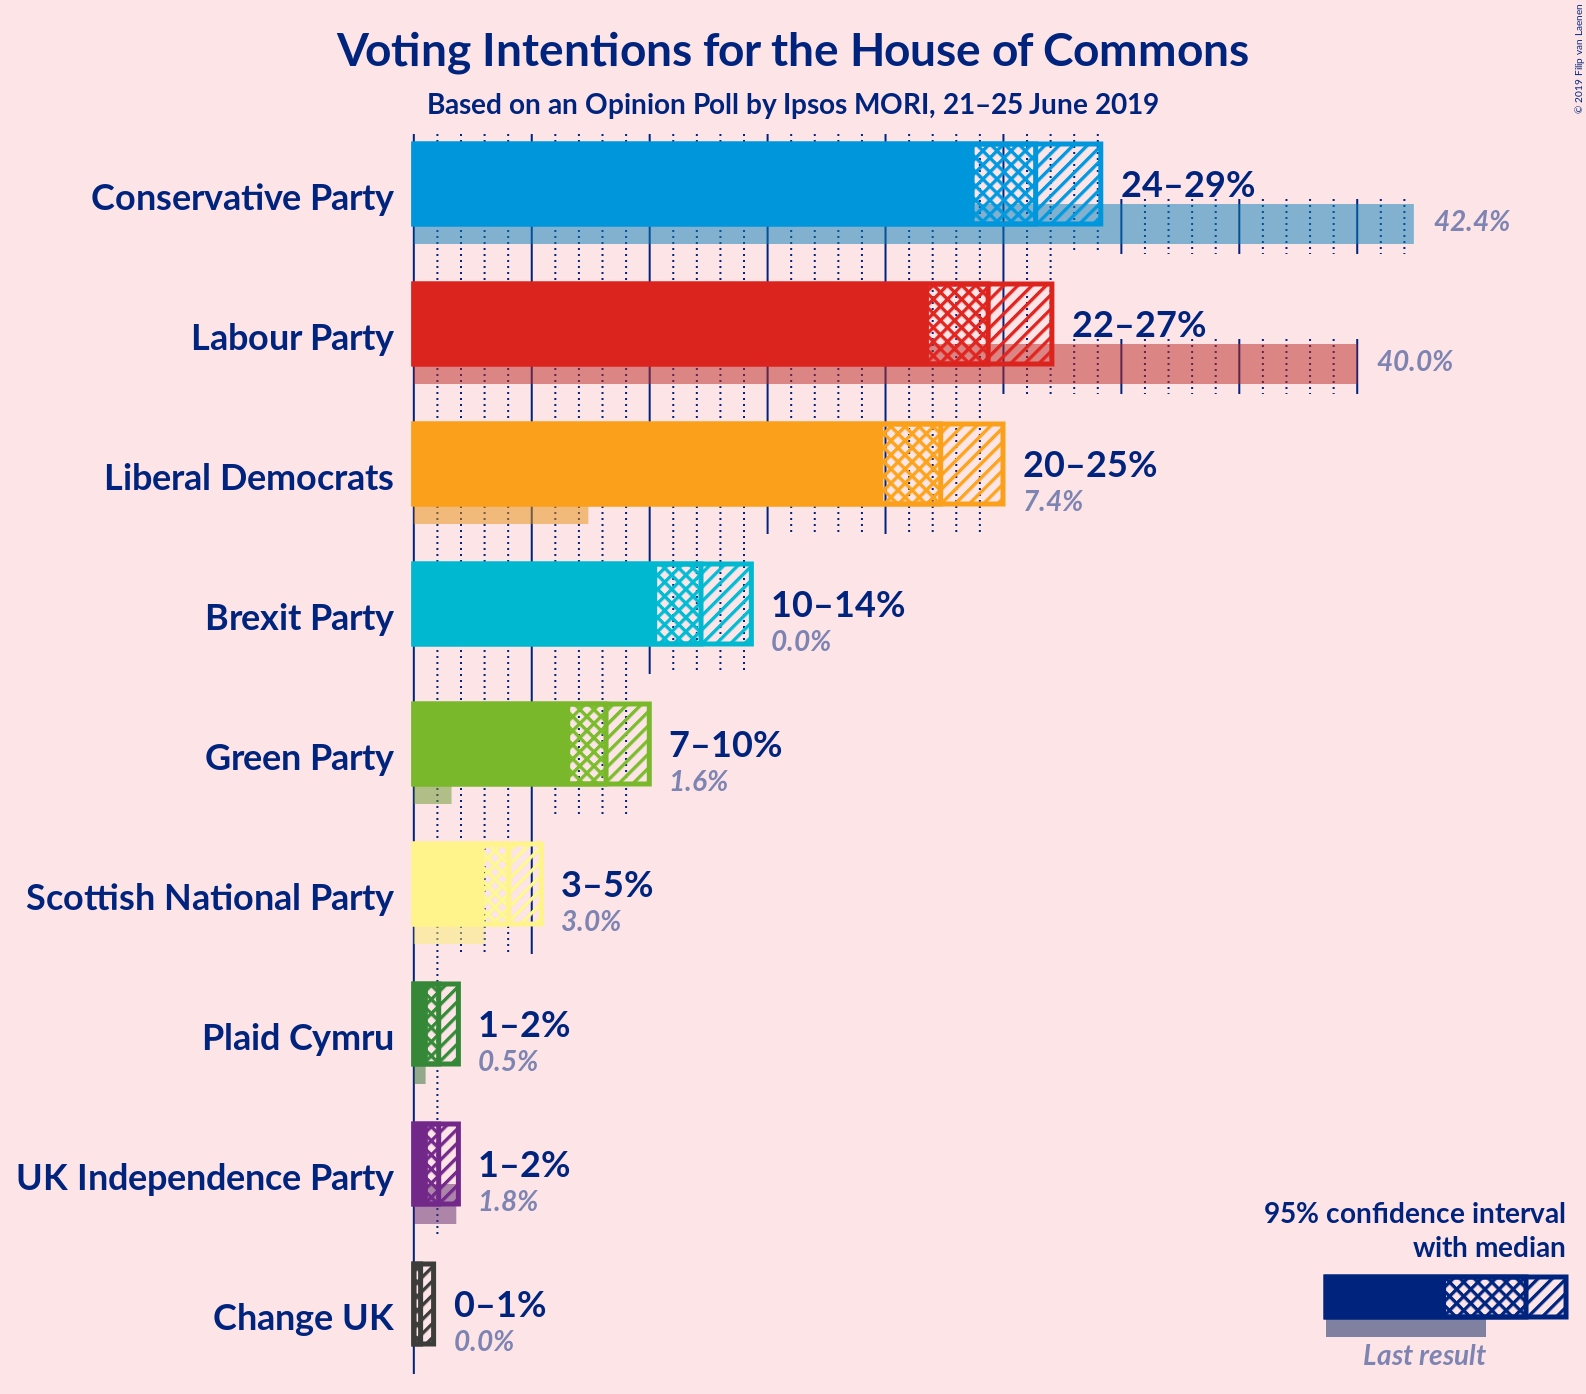 Voting Intentions for the House of Commons
Based on an Opinion Poll by Ipsos MORI, 21–25 June 2019
© 2019 Filip van Laenen
Conservative Party
24–29%
42.4%
Labour Party
22–27%
40.0%
Liberal Democrats
20–25%
7.4%
Brexit Party
10–14%
0.0%
Green Party
7–10%
1.6%
Scottish National Party
3–5%
3.0%
Plaid Cymru
1–2%
0.5%
UK Independence Party
1–2%
1.8%
Change UK
0–1%
0.0%
95% confidence interval
with median
Last result